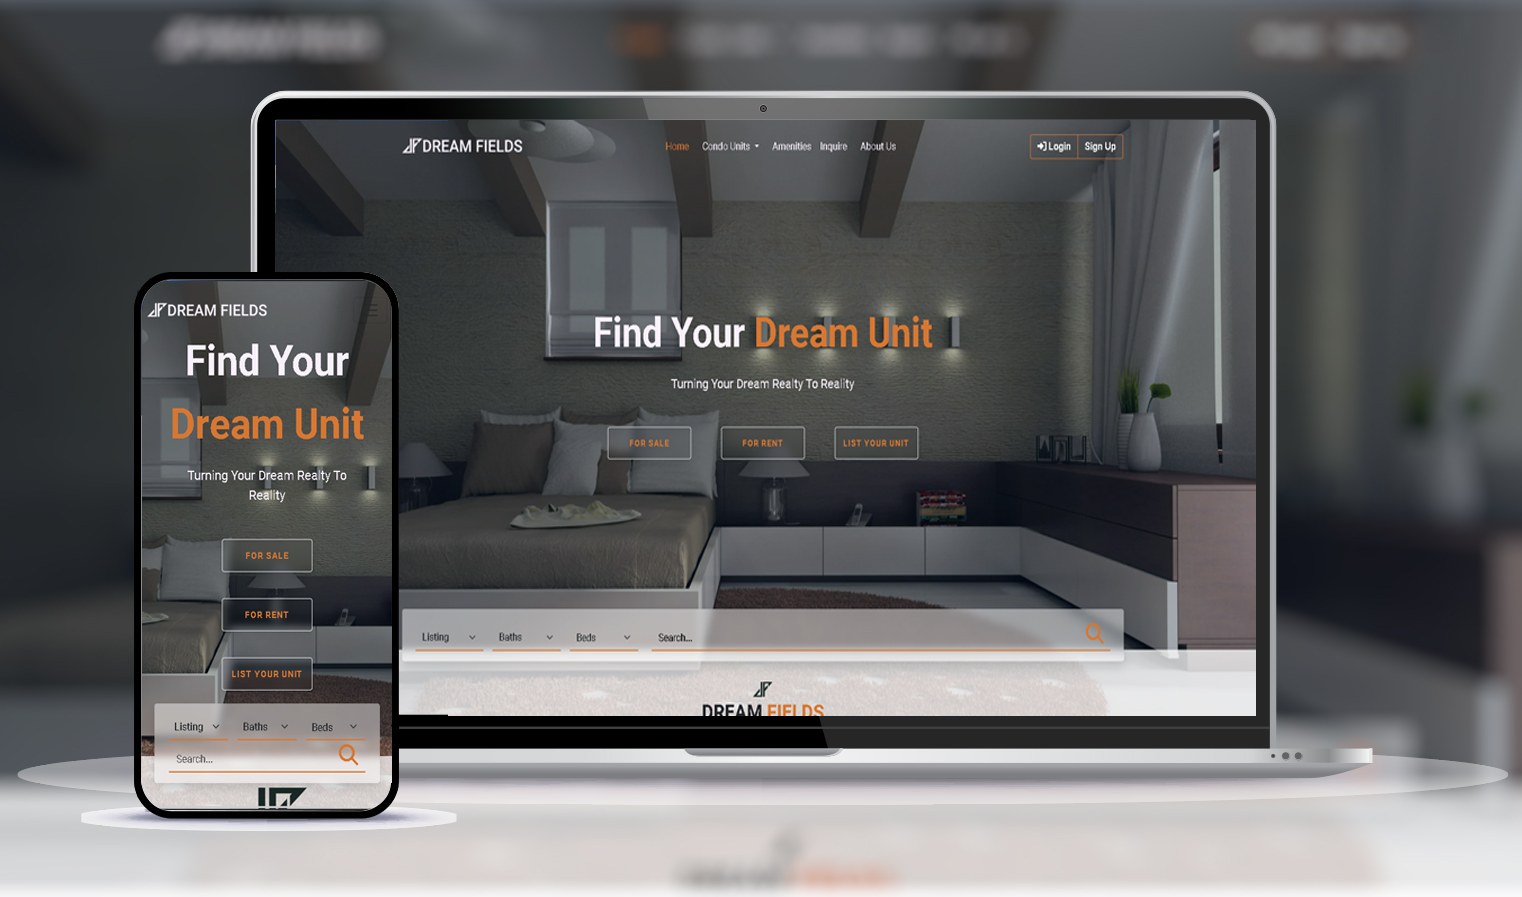 DREAM FIELDS
Home Condo Units Amenities Inquire About Us
Login Sign Up
Find Your Dream Unit
Turning Your Dream Realty To Reality
FOR SALE FOR RENT LIST YOUR UNIT
Listing Baths Beds Search...
DREAM FIELDS
DREAM FIELDS
Find Your
Dream Unit
Turning Your Dream Realty To
Reality
FOR SALE
FOR RENT
LIST YOUR UNIT
Listing Baths Beds
Search...